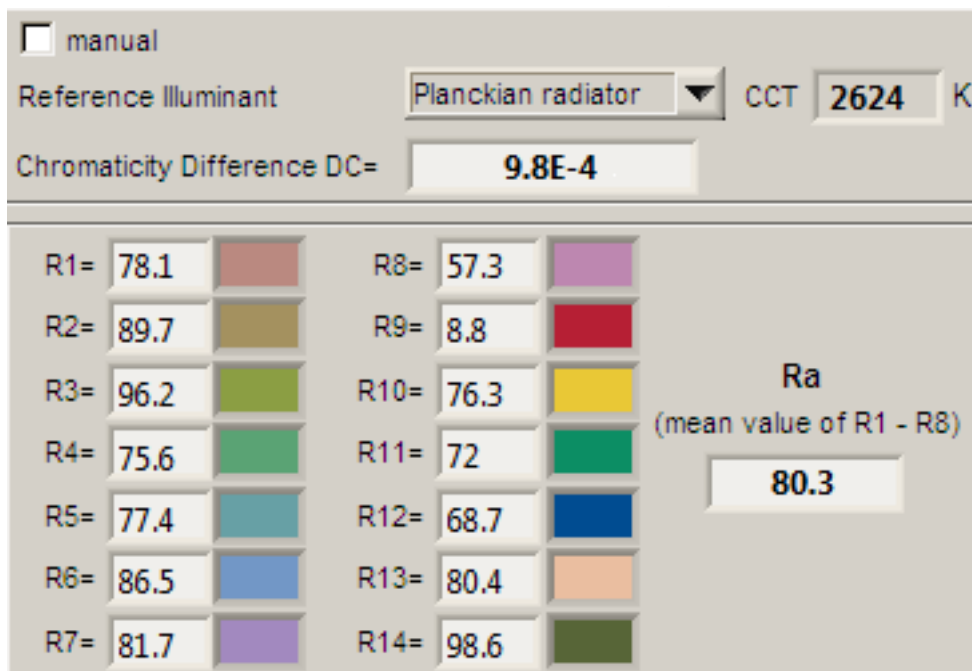 manual
Reference Illuminant Planckian radiator CCT 2624 K
Chromaticity Difference DC= 9.8E-4
R1= 78.1 R8= 57.3
R2= 89.7 R9= 8.8
R3= 96.2 R10= 76.3
R4= 75.6 R11= 72
R5= 77.4 R12= 68.7
R6= 86.5 R13= 80.4
R7= 81.7 R14= 98.6
Ra
(mean value of R1 - R8)
80.3